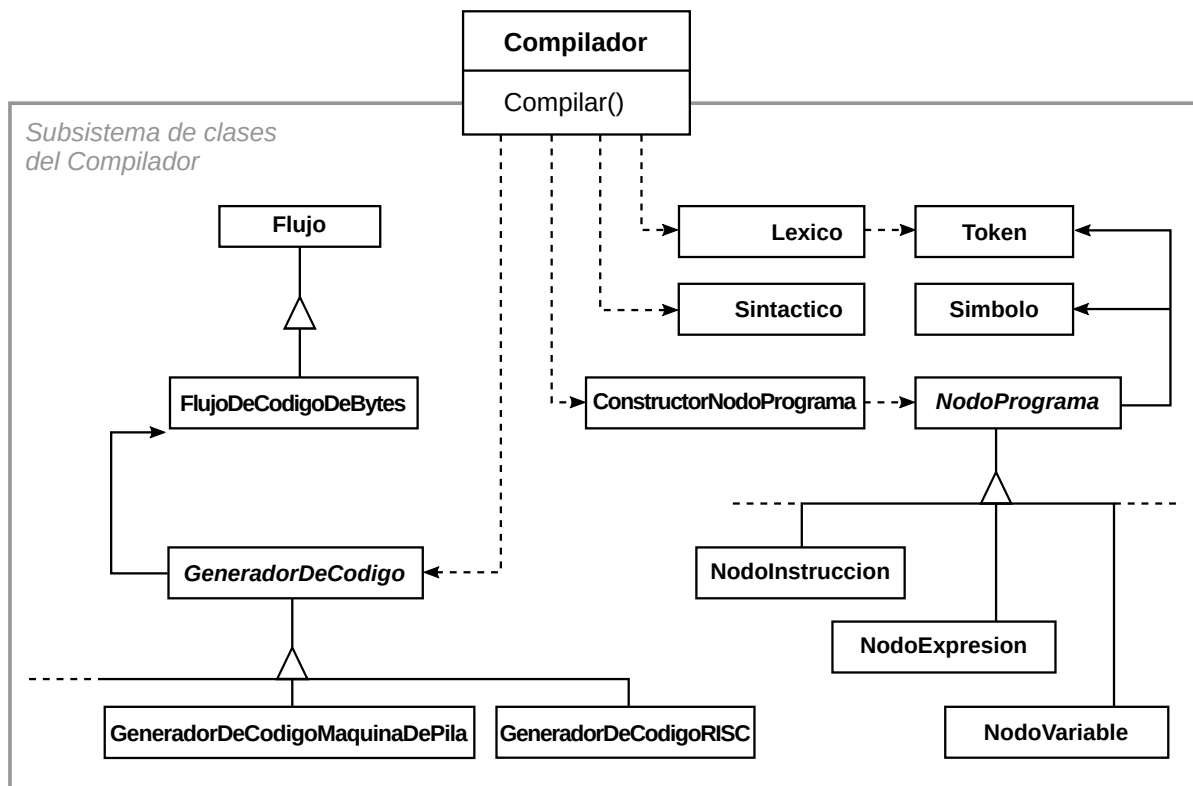 Compilador
Compilar()
Subsistema de clases
del Compilador
Flujo
Lexico
Token
Sintactico
Simbolo
FlujoDeCodigoDeBytes
ConstructorNodoPrograma
NodoPrograma
GeneradorDeCodigo
NodoInstruccion
NodoExpresion
GeneradorDeCodigoMaquinaDePila
GeneradorDeCodigoRISC
NodoVariable